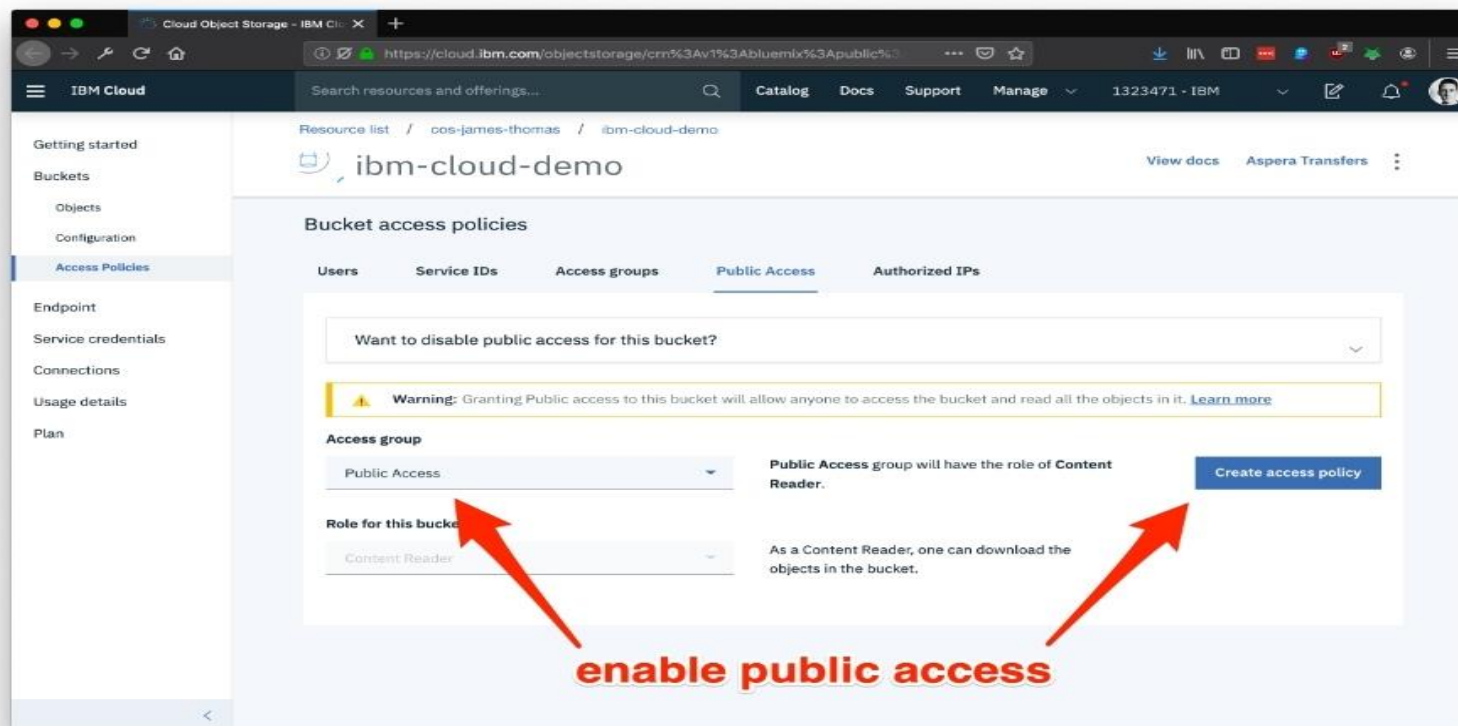 Cloud Object Storage - IBM Clo
https://cloud.ibm.com/objectstorage/crn%3Av1%3Abluemix%3Apublic%3
2
IBM Cloud
Search resources and offerings...
Catalog
Docs
Support
Manage
1323471 - IBM
Getting started
Buckets
Objects
Configuration
Access Policies
Endpoint
Service credentials
Connections
Usage details
Plan
Resource list / cos-james-thomas / ibm-cloud-demo
ibm-cloud-demo
View docs
Aspera Transfers
Bucket access policies
Users
Service IDs
Access groups
Public Access
Authorized IPs
Want to disable public access for this bucket?
Warning: Granting Public access to this bucket will allow anyone to access the bucket and read all the objects in it. Learn more
Access group
Public Access
Public Access group will have the role of Content
Reader.
Create access policy
Role for this bucke
Content Reader
As a Content Reader, one can download the
objects in the bucket.
enable public access